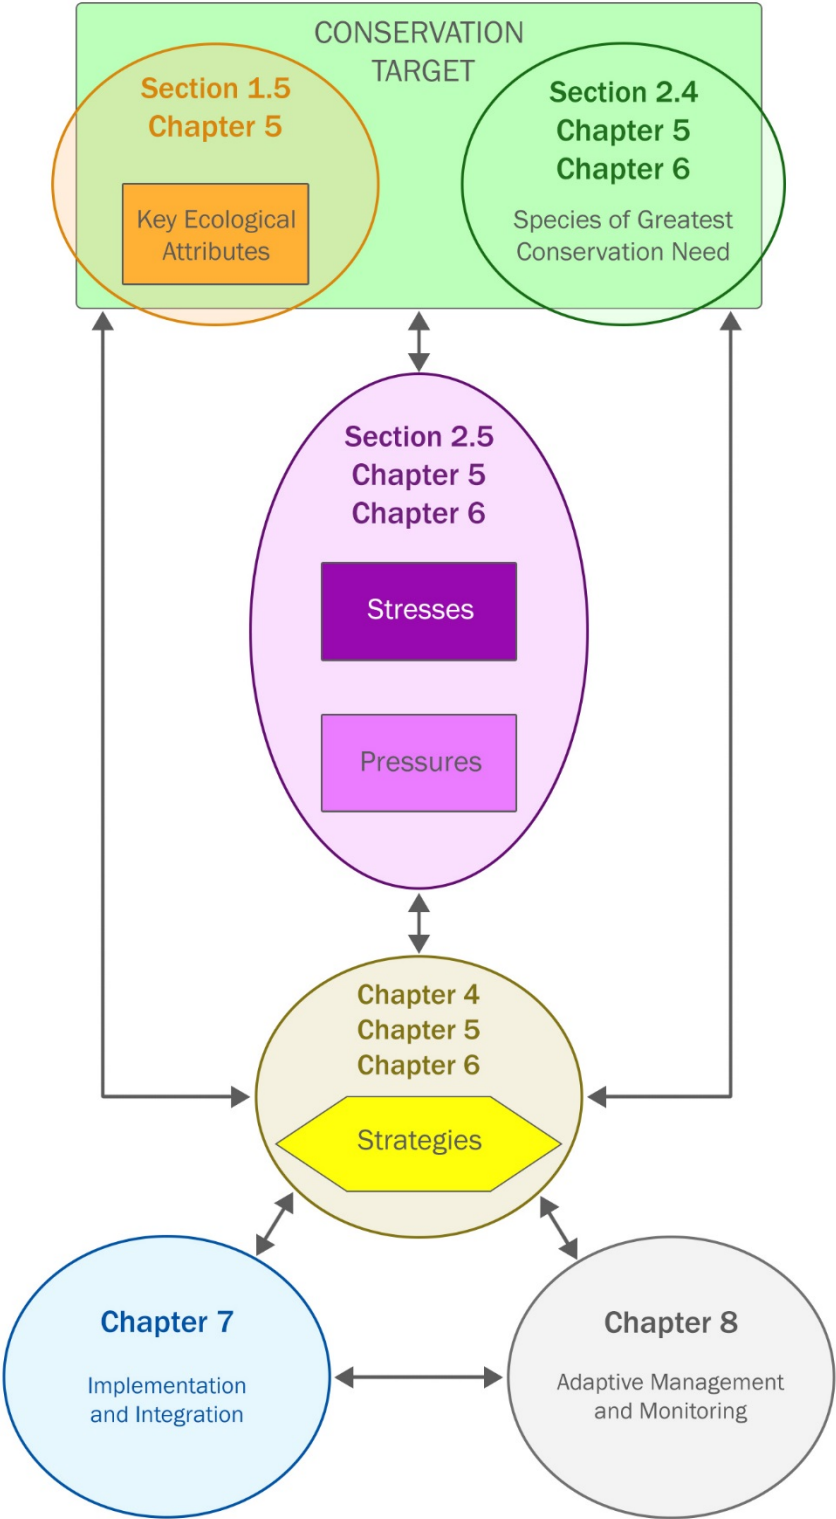 CONSERVATION
TARGET
Section 1.5
Chapter 5
Key Ecological
Attributes
Section 2.4
Chapter 5
Chapter 6
Species of Greatest
Conservation Need
Section 2.5
Chapter 5
Chapter 6
Stresses
Pressures
Chapter 4
Chapter 5
Chapter 6
Strategies
Chapter 7
Implementation
and Integration
Chapter 8
Adaptive Management
and Monitoring